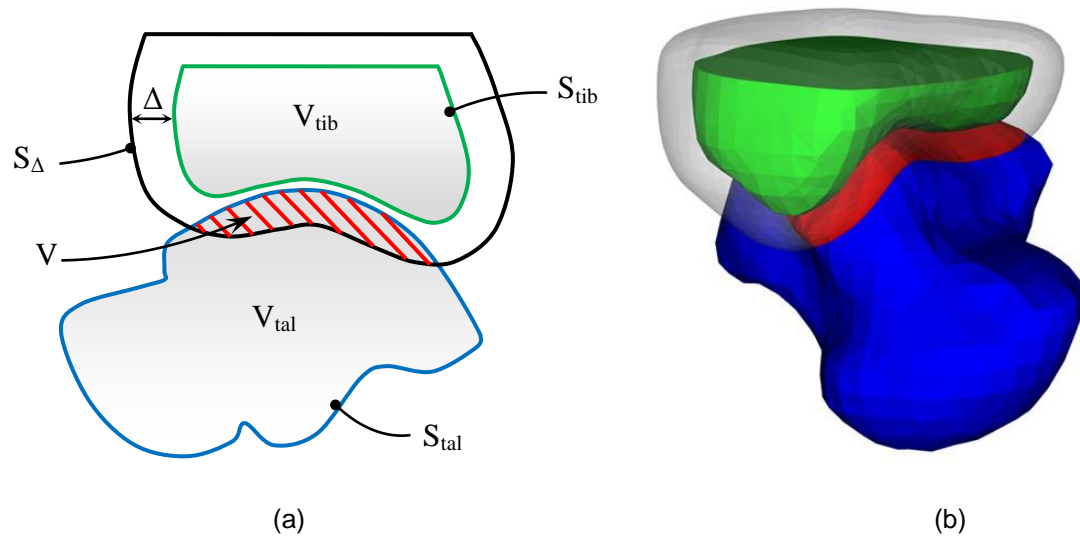 Δ
V_tib
S_tib
S_Δ
V
V_tal
S_tal
(a)
(b)